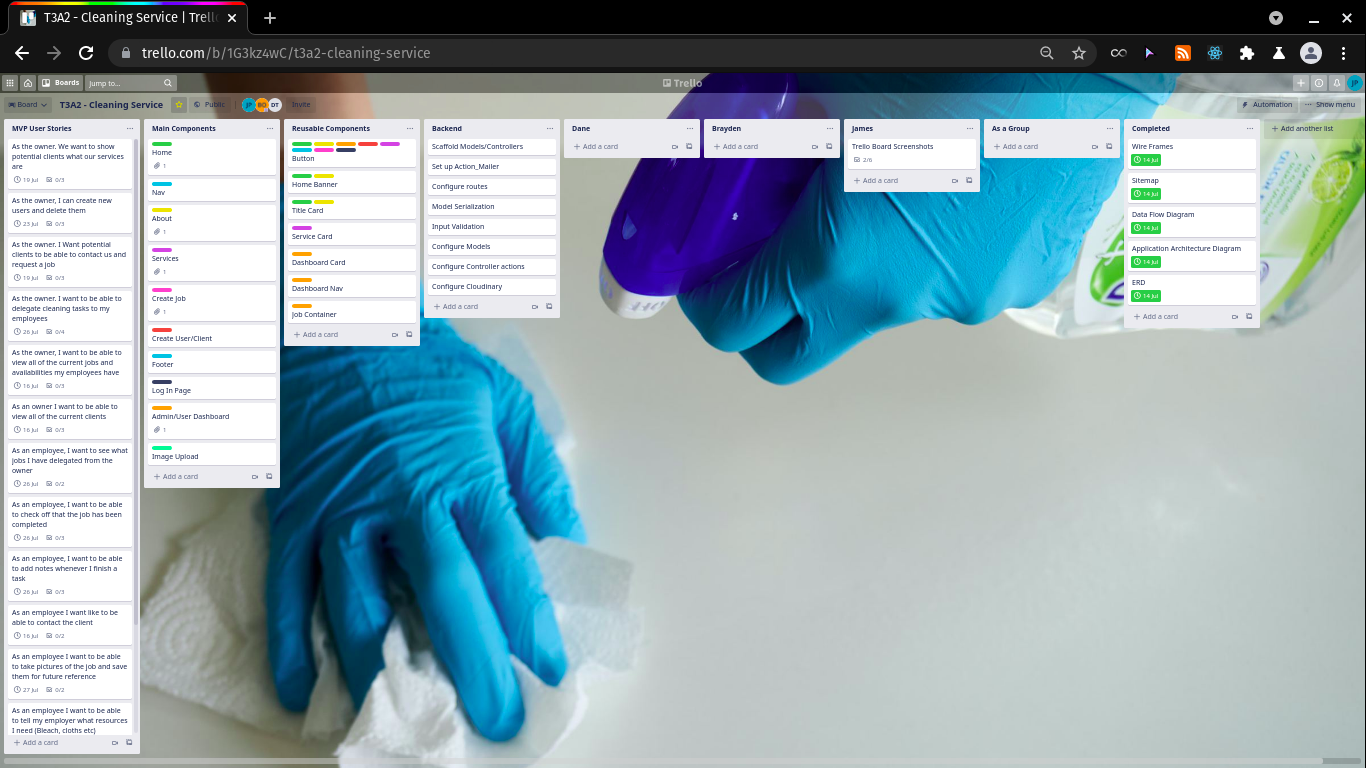 T3A2 - Cleaning Service | Trell
trello.com/b/1G3kz4wC/t3a2-cleaning-service
Boards
Jump to...
Trello
JP
Board
T3A2 - Cleaning Service
Public
JP
BO
DT
Invite
Automation
Show menu
MVP User Stories
As the owner. We want to show
potential clients what our services
are
19 Jul 0/3
As the owner, I can create new
users and delete them
23 Jul 0/3
As the owner. I Want potential
clients to be able to contact us and
request a job
19 Jul 0/3
As the owner. I want to be able to
delegate cleaning tasks to my
employees
26 Jul 0/4
As the owner, I want to be able to
view all of the current jobs and
availabilities my employees have
16 Jul 0/3
As an owner I want to be able to
view all of the current clients
16 Jul 0/3
As an employee, I want to see what
jobs I have delegated from the
owner
26 Jul 0/2
As an employee, I want to be able
to check off that the job has been
completed
25 Jul 0/3
As an employee, I want to be able
to add notes whenever I finish a
task
26 Jul 0/3
As an employee I want like to be
able to contact the client
16 Jul 0/2
As an employee I want to be able
to take pictures of the job and save
them for future reference
27 Jul 0/2
As an employee I want to be able
to tell my employer what resources
I need (Bleach, cloths etc)
+ Add a card
Main Components
Home
1
Nav
About
1
Services
1
Create Job
1
Create User/Client
Footer
Log In Page
Admin/User Dashboard
1
Image Upload
+ Add a card
Reusable Components
Button
Home Banner
Title Card
Service Card
Dashboard Card
Dashboard Nav
Job Container
+ Add a card
Backend
Scaffold Models/Controllers
Set up Action_Mailer
Configure routes
Model Serialization
Input Validation
Configure Models
Configure Controller actions
Configure Cloudinary
+ Add a card
Dane
+ Add a card
Brayden
+ Add a card
James
Trello Board Screenshots
2/6
+ Add a card
As a Group
+ Add a card
Completed
Wire Frames
14 Jul
Sitemap
14 Jul
Data Flow Diagram
14 Jul
Application Architecture Diagram
14 Jul
ERD
14 Jul
+ Add a card
+ Add another list